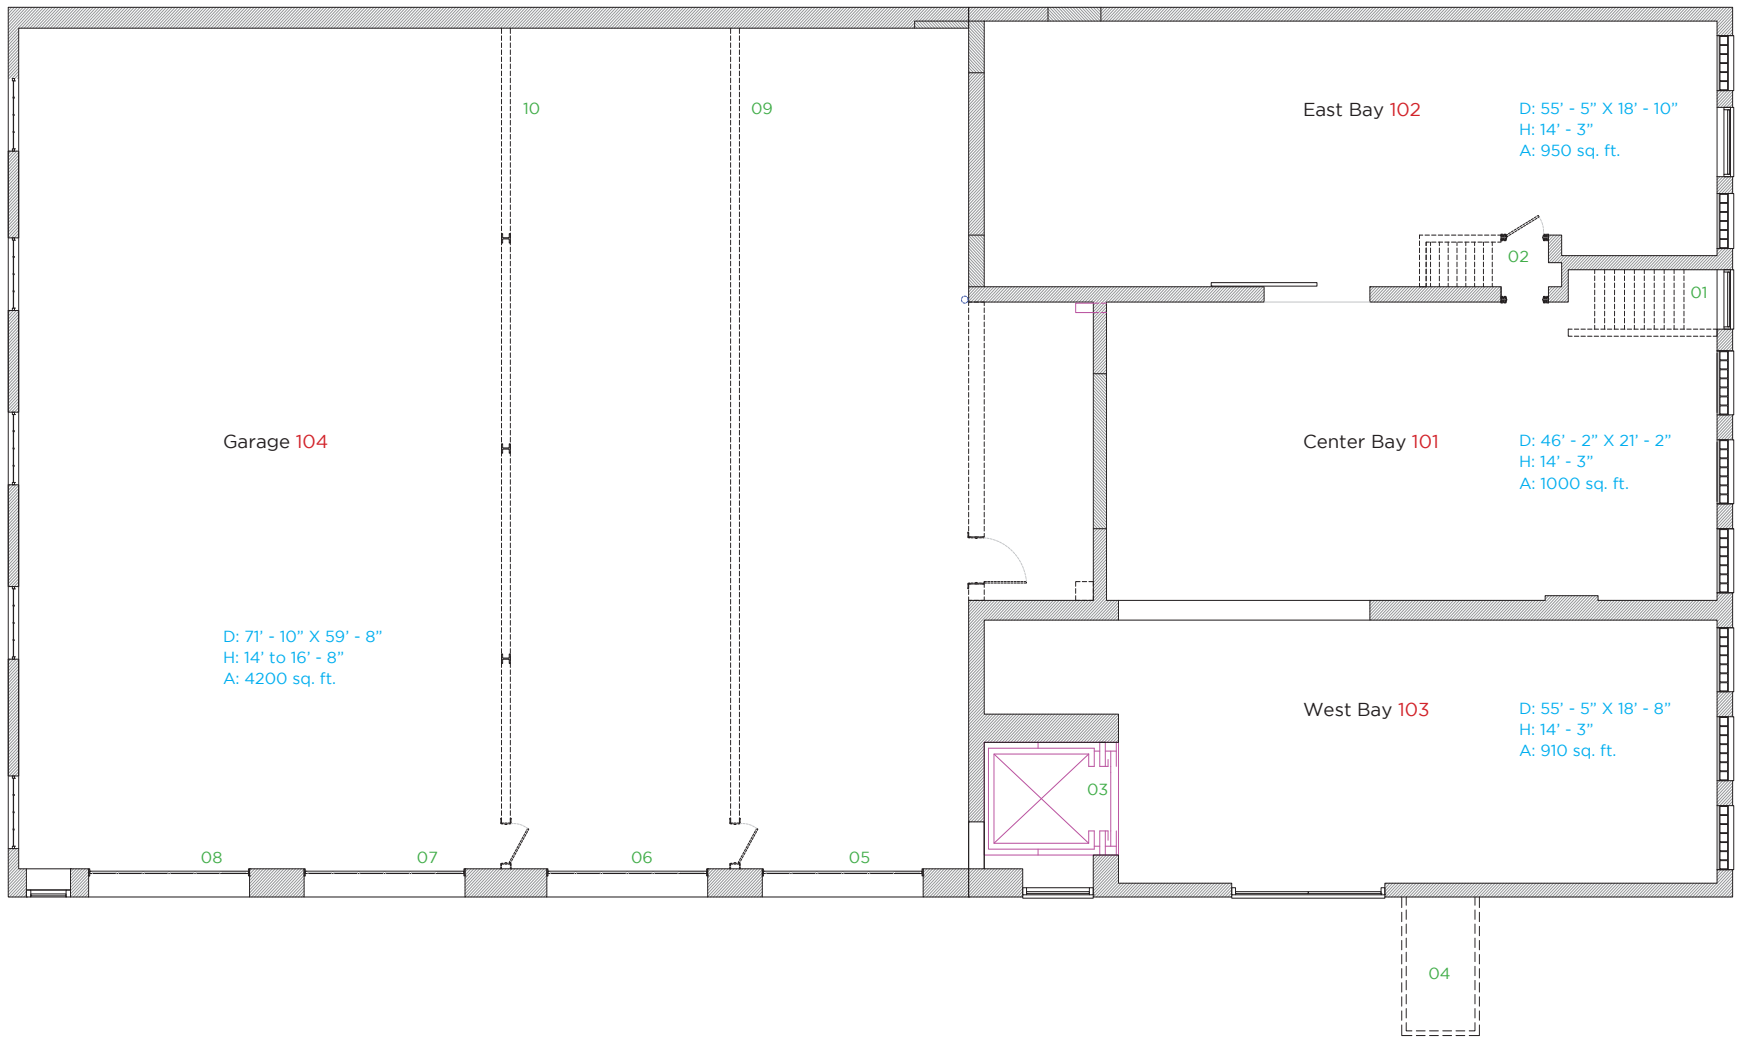 10
09
East Bay 102
D: 55' - 5” X 18' - 10”
H: 14' - 3”
A: 950 sq. ft.
02
01
Garage 104
Center Bay 101
D: 46' - 2” X 21' - 2”
H: 14' - 3”
A: 1000 sq. ft.
D: 71' - 10” X 59' - 8”
H: 14' to 16' - 8”
A: 4200 sq. ft.
West Bay 103
D: 55' - 5” X 18' - 8”
H: 14' - 3”
A: 910 sq. ft.
03
08
07
06
05
04